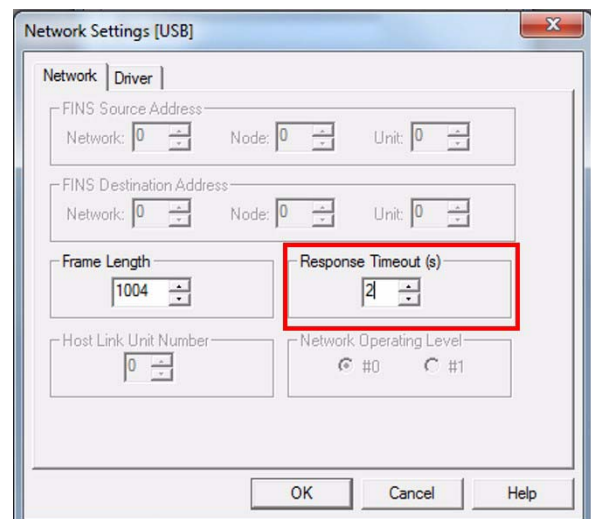 Network Settings [USB]
Network Driver
FINS Source Address
Network: 0 Node: 0 Unit: 0
FINS Destination Address
Network: 0 Node: 0 Unit: 0
Frame Length
1004
Response Timeout (s)
2
Host Link Unit Number
0
Network Operating Level
#0 #1
OK Cancel Help